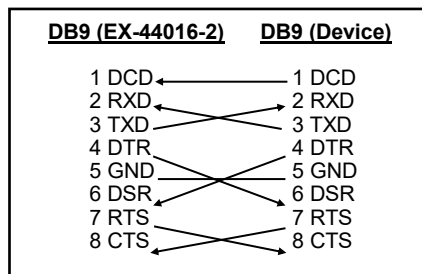 DB9 (EX-44016-2) DB9 (Device)
1 DCD 1 DCD
2 RXD 2 RXD
3 TXD 3 TXD
4 DTR 4 DTR
5 GND 5 GND
6 DSR 6 DSR
7 RTS 7 RTS
8 CTS 8 CTS